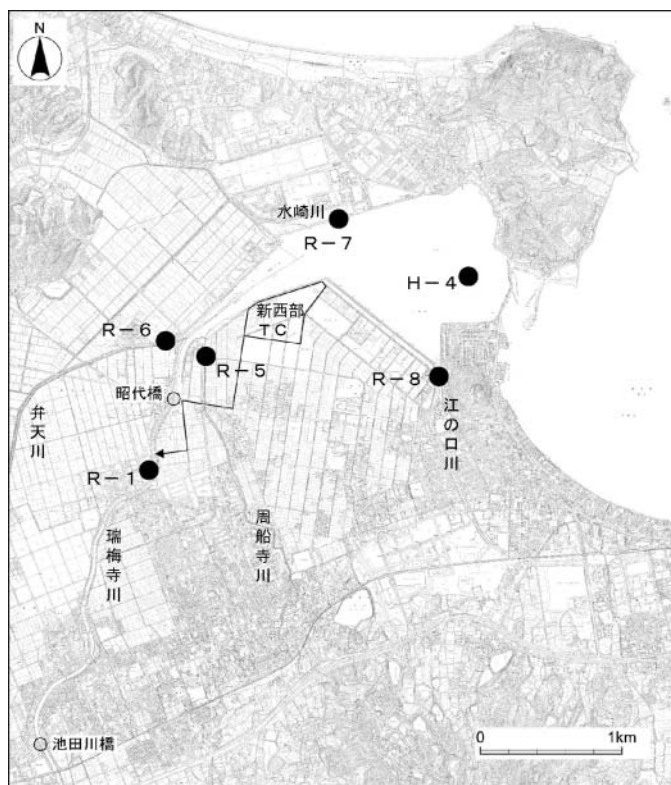 N
水崎川
R-7
H-4
新西部
TC
R-6
R-5
昭代橋
R-8
江の口川
弁天川
R-1
周船寺川
瑞梅寺川
池田川橋
0
1km